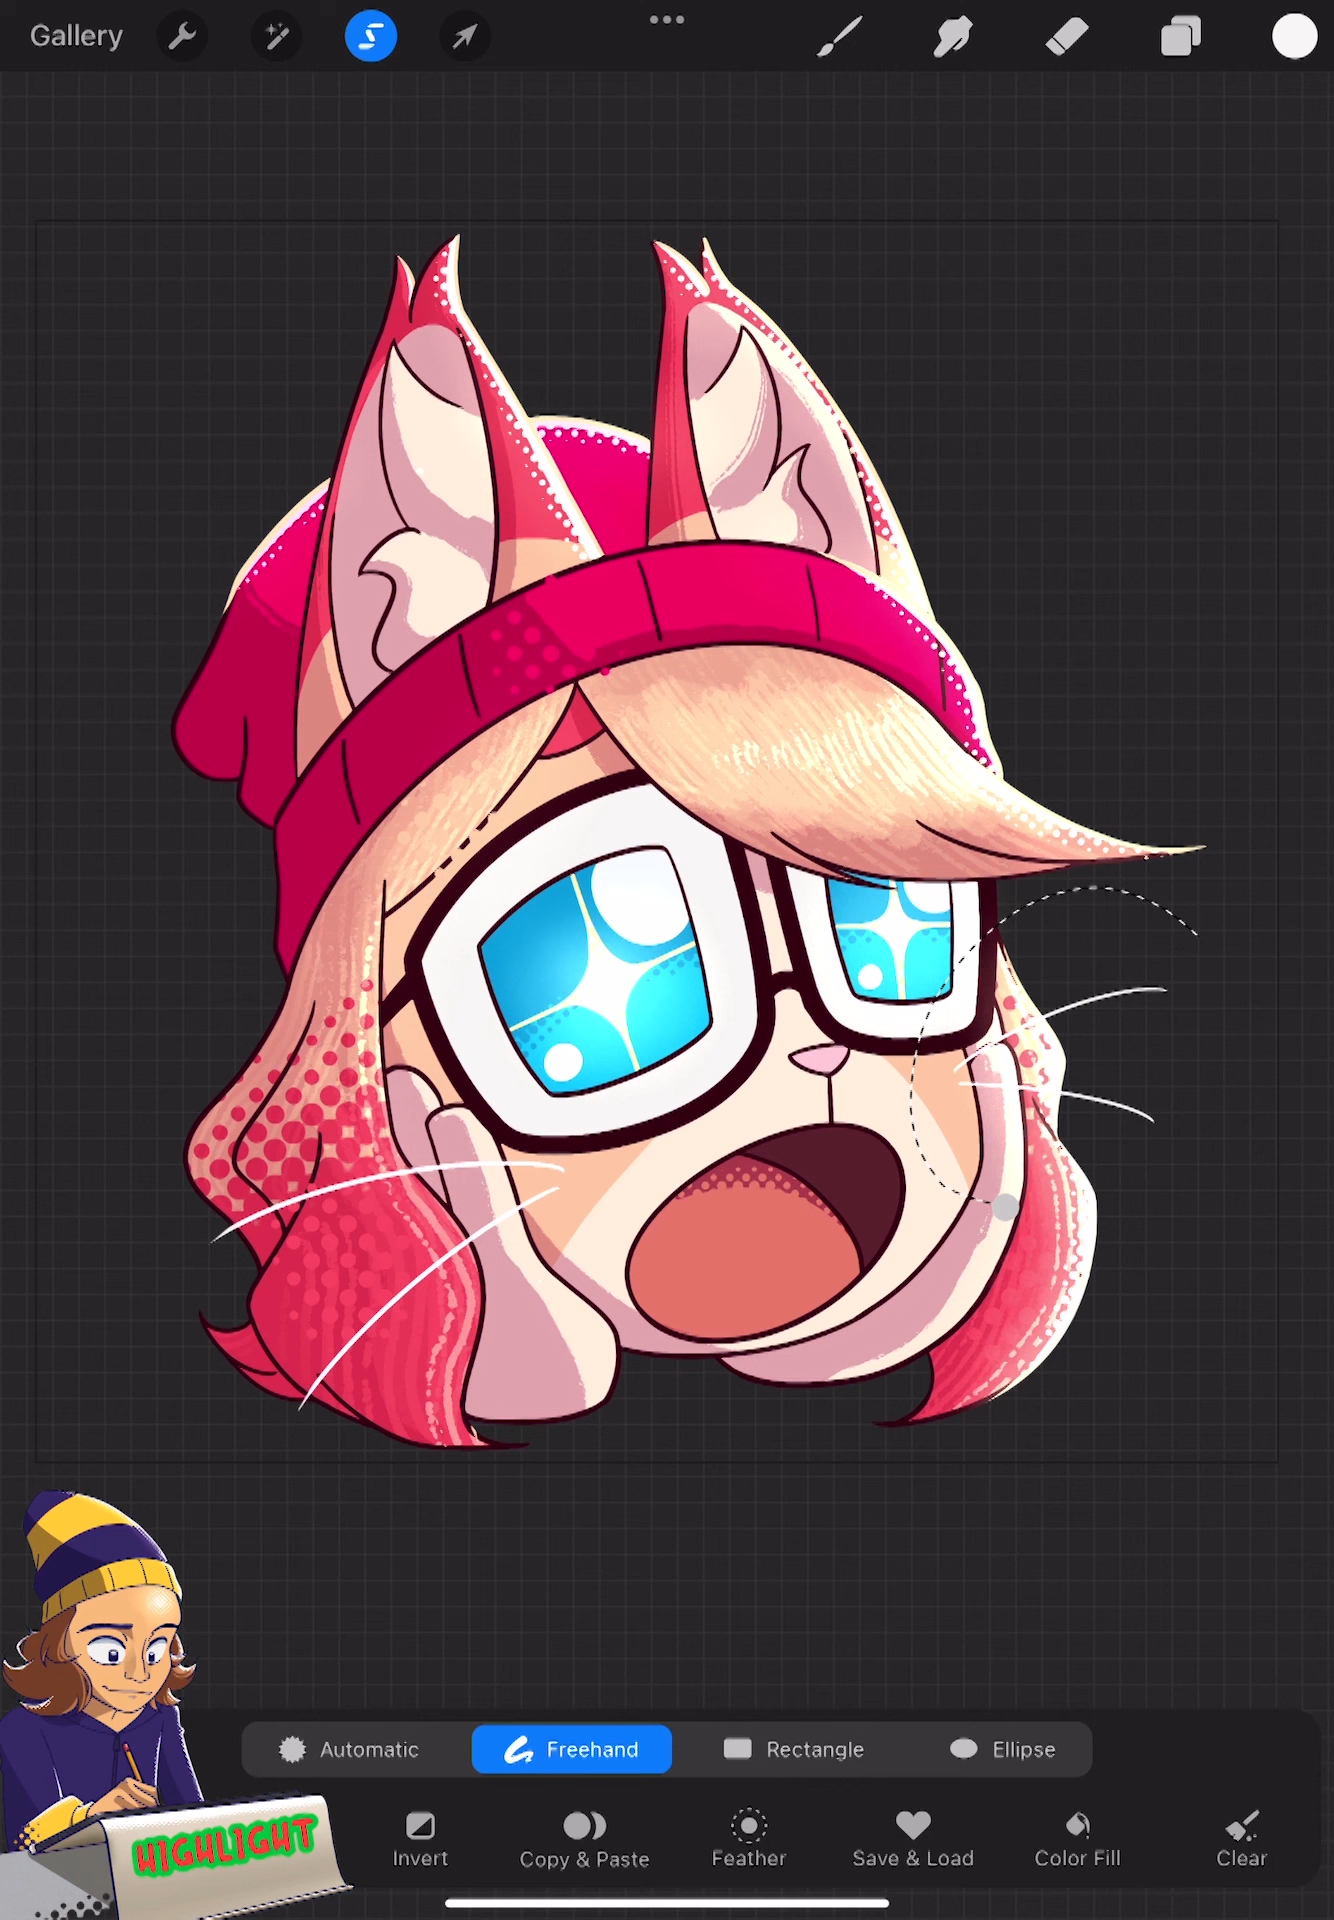 Gallery
Automatic
Freehand
Rectangle
Ellipse
Invert
Copy & Paste
Feather
Save & Load
Color Fill
Clear
HIGHLIGHT